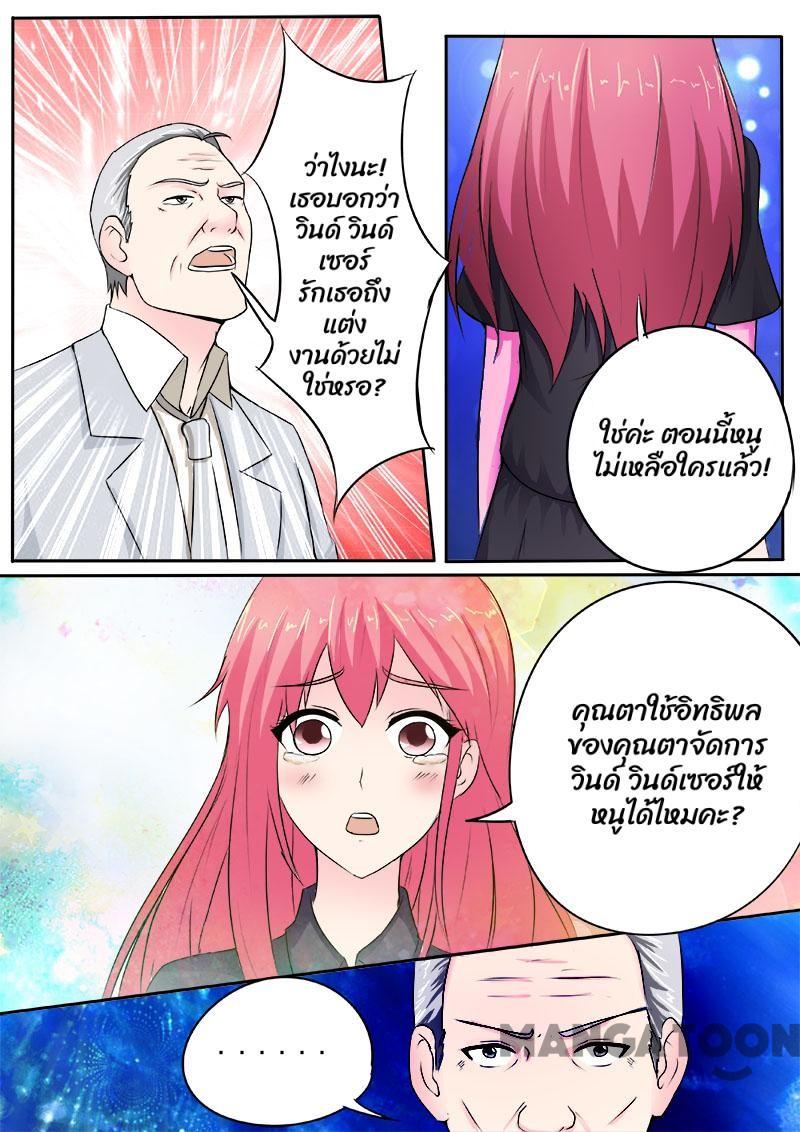 ว่าไงนะ!
เธอบอกว่า
วินด์ วินด์
เซอร์
รักเธอถึง
แต่ง
งานด้วยไม่
ใช่หรอ?
ใช่ค่ะ ตอนนี้หนู
ไม่เหลือใครแล้ว!
คุณตาใช้อิทธิพล
ของคุณตาจัดการ
วินด์ วินด์เซอร์ให้
หนูได้ไหมคะ?
......
MANGATOON